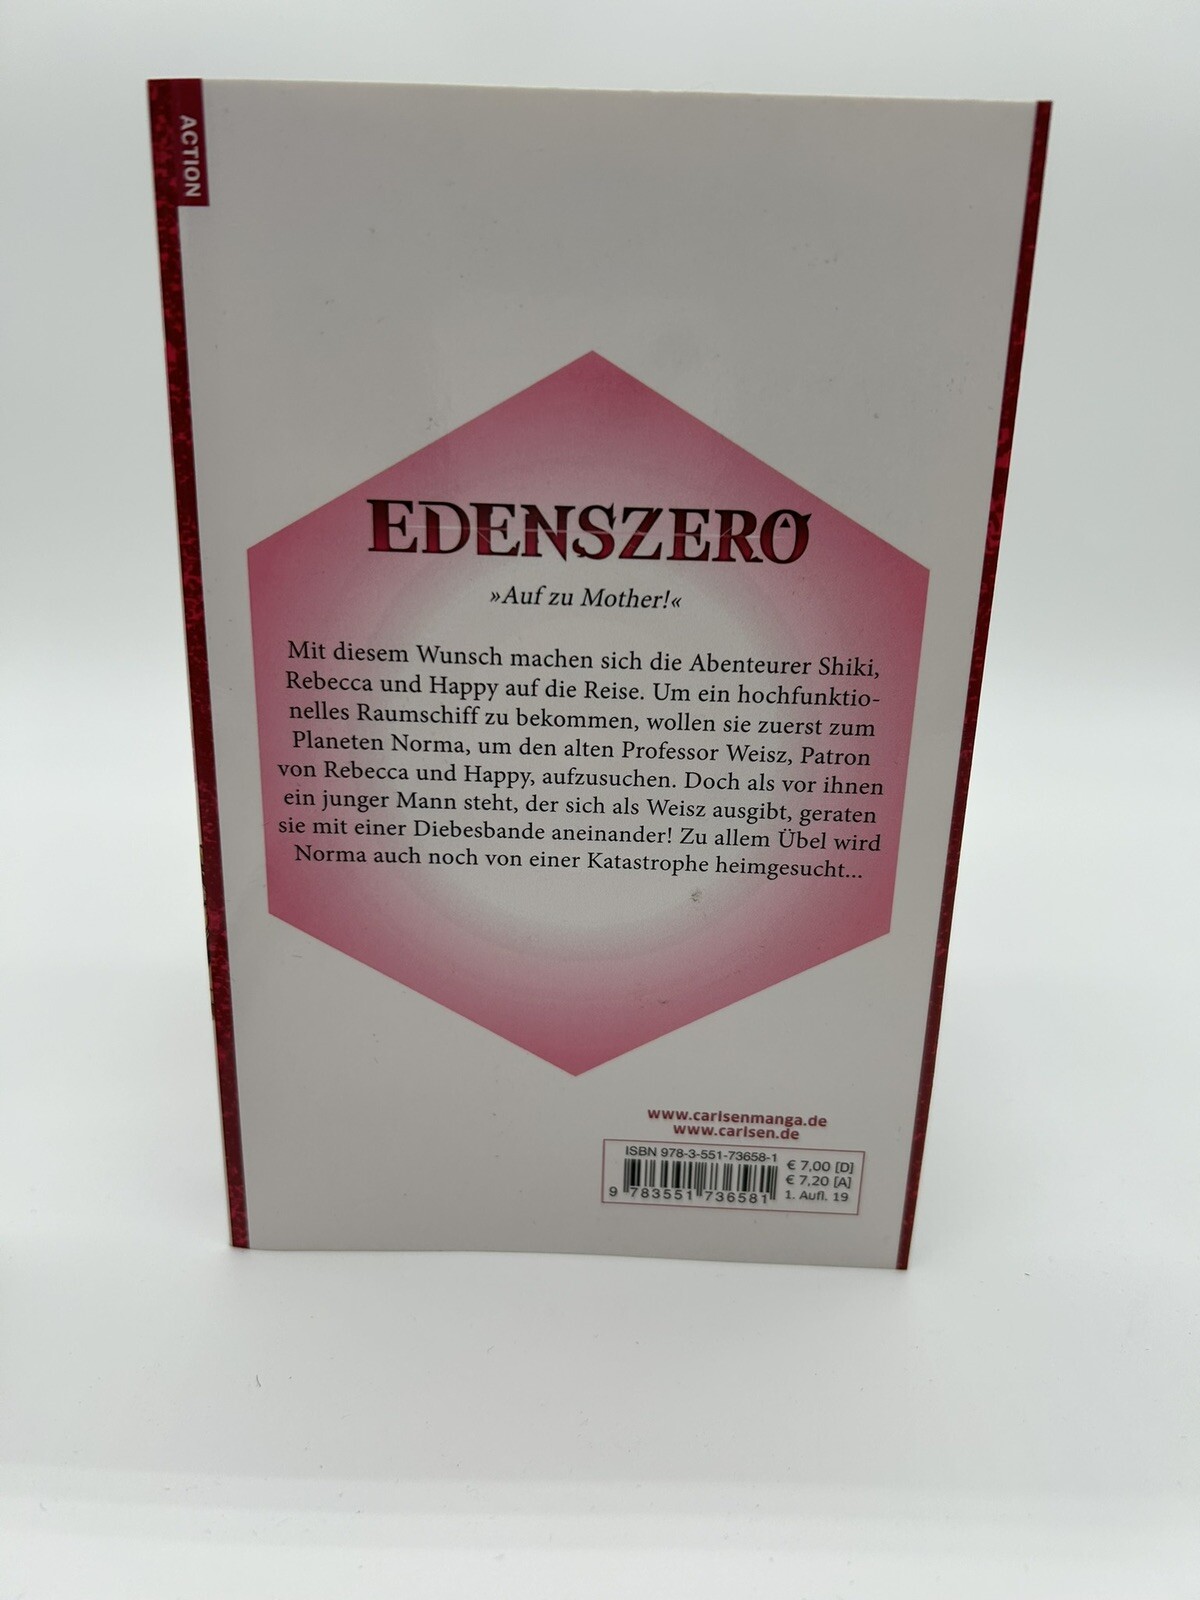 ACTION
EDENSZERO
»Auf zu Mother!«
Mit diesem Wunsch machen sich die Abenteurer Shiki,
Rebecca und Happy auf die Reise. Um ein hochfunktio-
nelles Raumschiff zu bekommen, wollen sie zuerst zum
Planeten Norma, um den alten Professor Weisz, Patron
von Rebecca und Happy, aufzusuchen. Doch als vor ihnen
ein junger Mann steht, der sich als Weisz ausgibt, geraten
sie mit einer Diebesbande aneinander! Zu allem Übel wird
Norma auch noch von einer Katastrophe heimgesucht...
www.carlsenmanga.de
www.carlsen.de
ISBN 978-3-551-73658-1
€ 7,00 [D]
€ 7,20 [A]
1. Aufl. 19
9 783551 736581